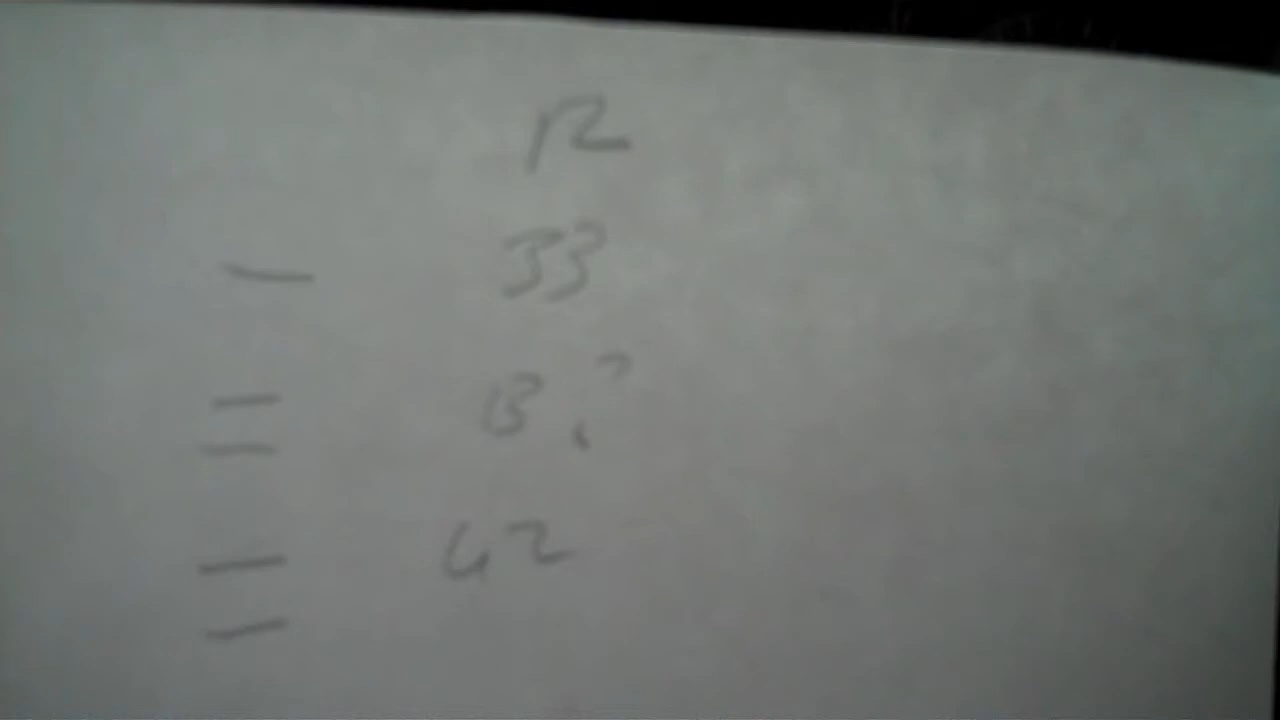 12
— 33
= 13.?
= 42